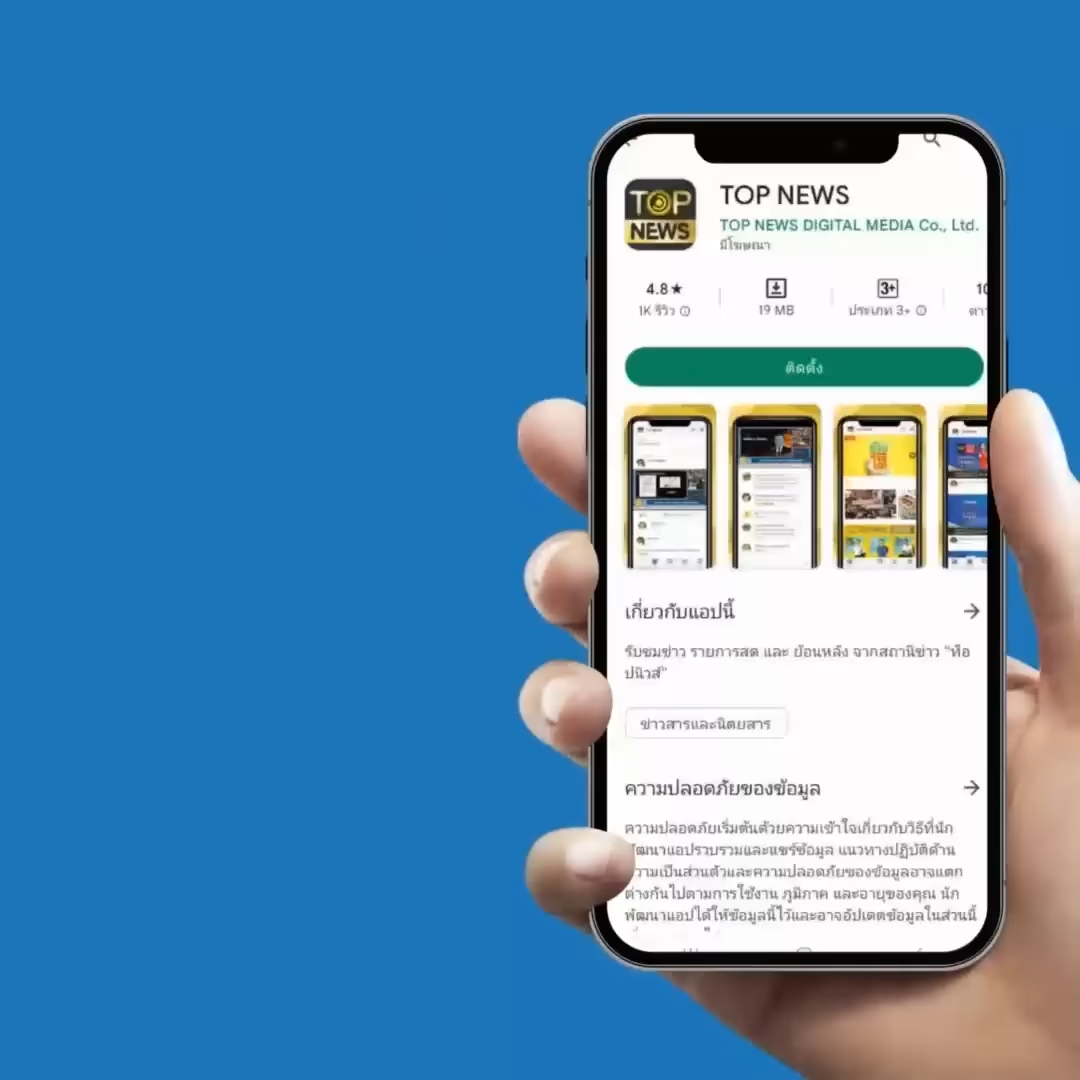 TOP
NEWS
TOP NEWS
TOP NEWS DIGITAL MEDIA Co., Ltd.
มีโฆษณา
4.8★
1K รีวิว
19 MB
3+
ประเภท 3+
ติดตั้ง
เกี่ยวกับแอปนี้
รับชมข่าว รายการสด และ ย้อนหลัง จากสถานีข่าว "ท็อ
ปนิวส์"
ข่าวสารและนิตยสาร
ความปลอดภัยของข้อมูล
ความปลอดภัยเริ่มต้นด้วยความเข้าใจเกี่ยวกับวิธีที่นัก
พัฒนาแอปรวบรวมและแชร์ข้อมูล แนวทางปฏิบัติด้าน
ความเป็นส่วนตัวและความปลอดภัยของข้อมูลอาจแตก
ต่างกันไปตามการใช้งาน ภูมิภาค และอายุของคุณ นัก
พัฒนาแอปได้ให้ข้อมูลนี้ไว้และอาจอัปเดตข้อมูลในส่วนนี้